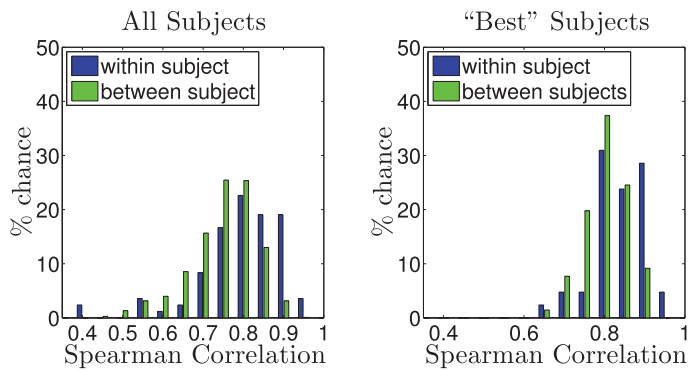 All Subjects
50
40
30
20
10
0
% chance
within subject
between subject
0.4 0.5 0.6 0.7 0.8 0.9 1
Spearman Correlation
“Best” Subjects
50
40
30
20
10
0
% chance
within subject
between subjects
0.4 0.6 0.8 1
Spearman Correlation